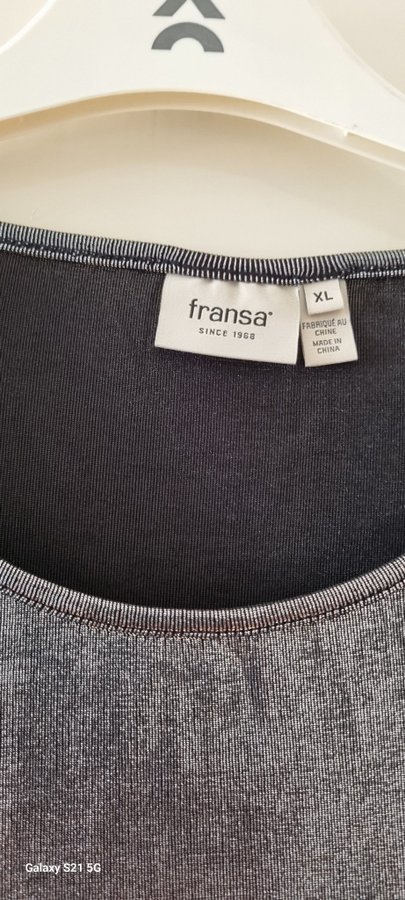 fransa®
SINCE 1968
XL
FABRIQUÉ AU
CHINE
MADE IN
CHINA
Galaxy S21 5G